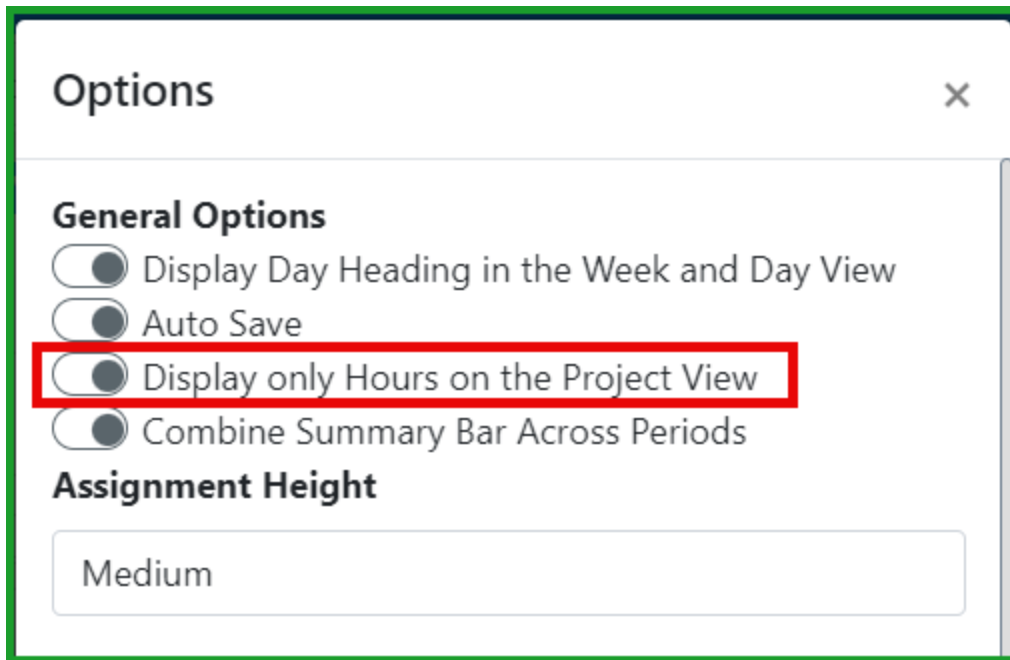 Options
General Options
Display Day Heading in the Week and Day View
Auto Save
Display only Hours on the Project View
Combine Summary Bar Across Periods
Assignment Height
Medium